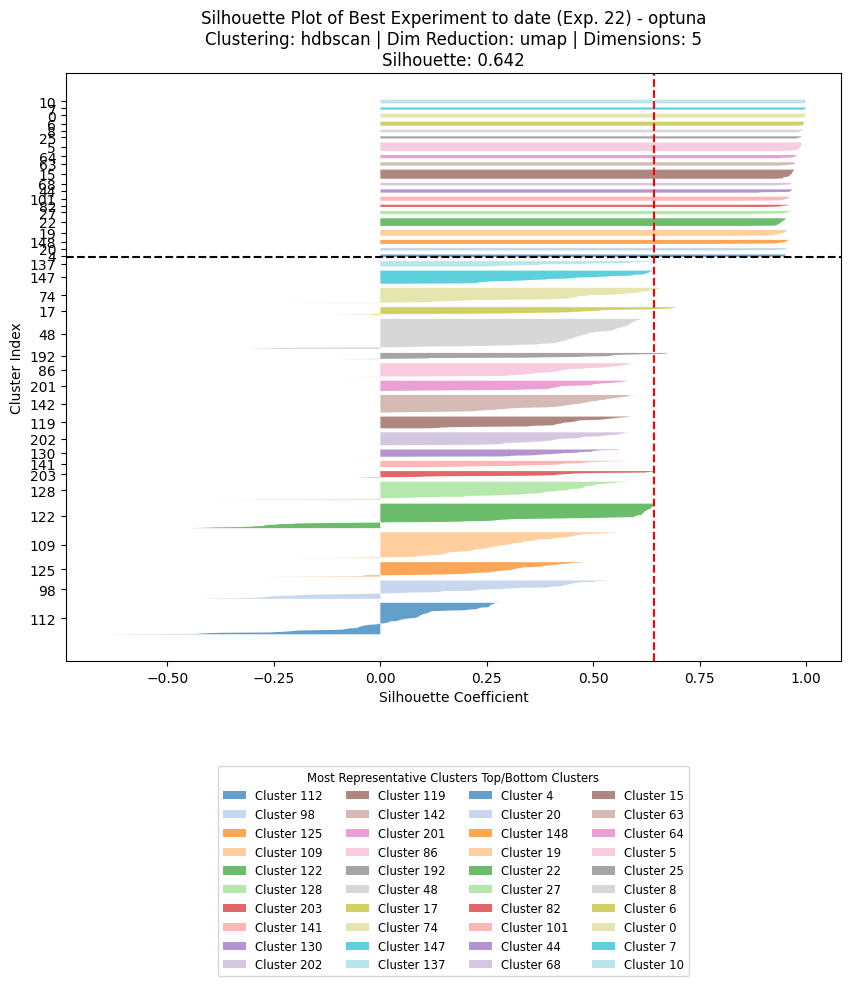 Silhouette Plot of Best Experiment to date (Exp. 22) - optuna
Clustering: hdbscan | Dim Reduction: umap | Dimensions: 5
Silhouette: 0.642
10
7
0
6
8
25
5
64
63
15
68
44
101
82
27
22
19
148
20
4
137
147
74
17
48
192
86
201
142
119
202
130
141
203
128
122
109
125
98
112
Cluster Index
−0.50 −0.25 0.00 0.25 0.50 0.75 1.00
Silhouette Coefficient
Most Representative Clusters Top/Bottom Clusters
Cluster 112 Cluster 119 Cluster 4 Cluster 15
Cluster 98 Cluster 142 Cluster 20 Cluster 63
Cluster 125 Cluster 201 Cluster 148 Cluster 64
Cluster 109 Cluster 86 Cluster 19 Cluster 5
Cluster 122 Cluster 192 Cluster 22 Cluster 25
Cluster 128 Cluster 48 Cluster 27 Cluster 8
Cluster 203 Cluster 17 Cluster 82 Cluster 6
Cluster 141 Cluster 74 Cluster 101 Cluster 0
Cluster 130 Cluster 147 Cluster 44 Cluster 7
Cluster 202 Cluster 137 Cluster 68 Cluster 10